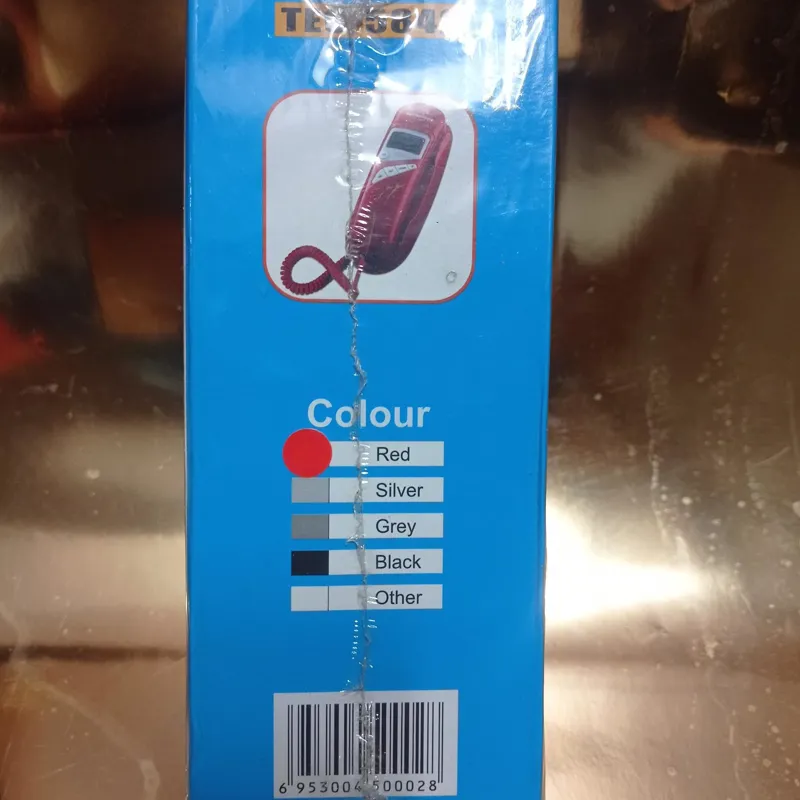 Colour
Red
Silver
Grey
Black
Other
6 953004 500028